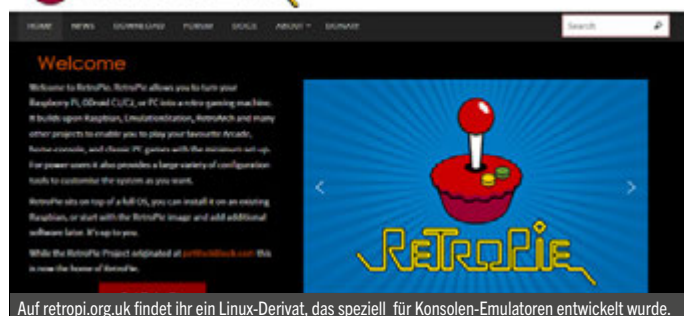 HOME NEWS DOWNLOAD FORUM DOCS ABOUT DONATE Search
Welcome
Welcome to RetroPie. RetroPie allows you to turn your
Raspberry Pi, ODroid C1/C2, or PC into a retro-gaming machine.
It builds upon Raspbian, EmulationStation, RetroArch and many
other projects to enable you to play your favourite Arcade,
home-console, and classic PC games with the minimum set-up.
For power users it also provides a large variety of configuration
tools to customise the system as you want.
RetroPie sits on top of a full OS, you can install it on an existing
Raspbian, or start with the RetroPie image and add additional
software later. It's up to you.
While the RetroPie Project originated at petRockBlock.com this
is now the home of RetroPie.
RETROPIE
Auf retropi.org.uk findet ihr ein Linux-Derivat, das speziell für Konsolen-Emulatoren entwickelt wurde.